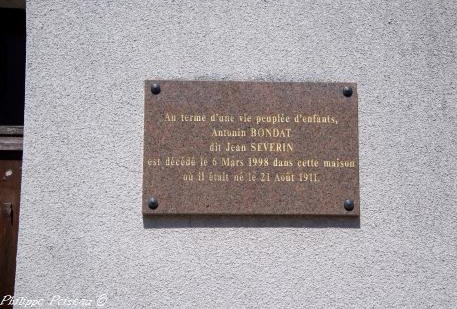 Au terme d'une vie peuplée d'enfants,
Antonin BONDAT
dit Jean SEVERIN
est décédé le 6 Mars 1998 dans cette maison
où il était né le 21 Août 1911.
Philippe Poiseau ©